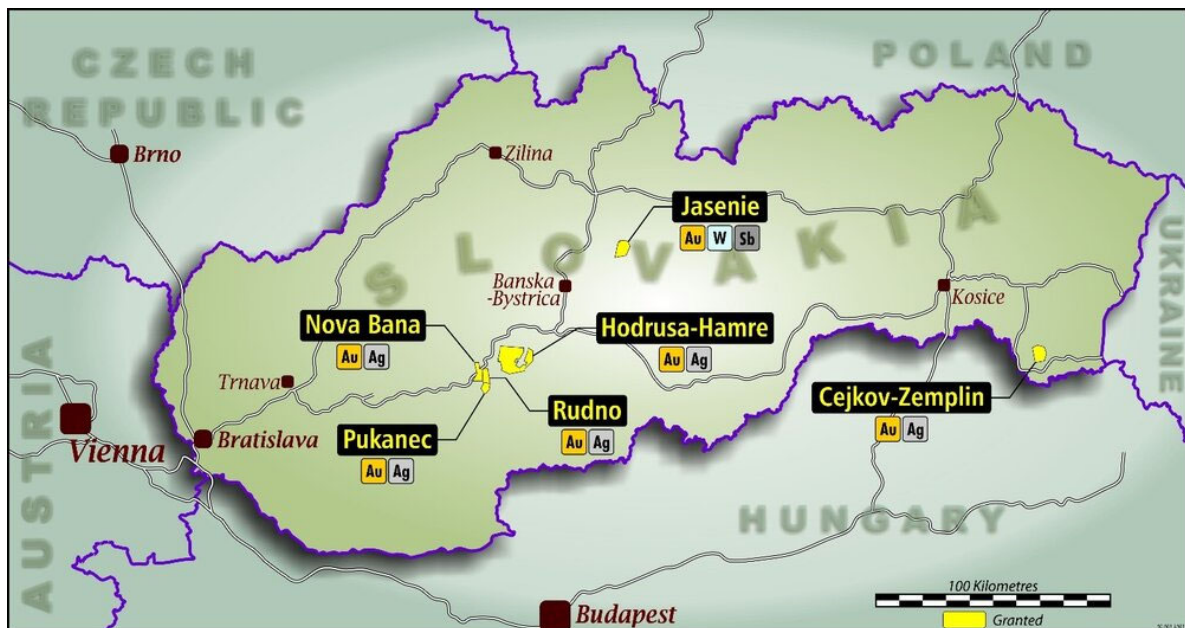 CZECH
REPUBLIC
POLAND
Brno
Zilina
Jasenie
Au W Sb
UKRAINE
SLOVAKIA
Banska
-Bystrica
Kosice
Nova Bana
Au Ag
Hodrusa-Hamre
Au Ag
Trnava
Cejkov-Zemplin
Au Ag
Rudno
Au Ag
AUSTRIA
Vienna
Bratislava
Pukanec
Au Ag
HUNGARY
100 Kilometres
Granted
Budapest